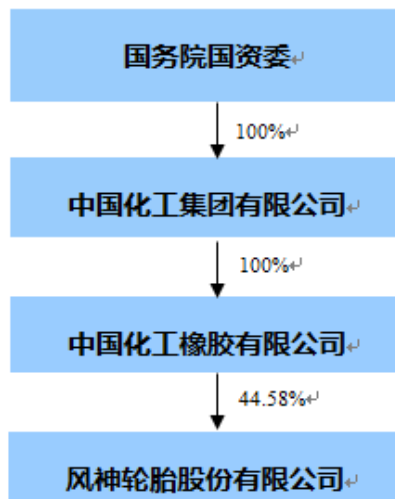 国务院国资委
100%
中国化工集团有限公司
100%
中国化工橡胶有限公司
44.58%
风神轮胎股份有限公司